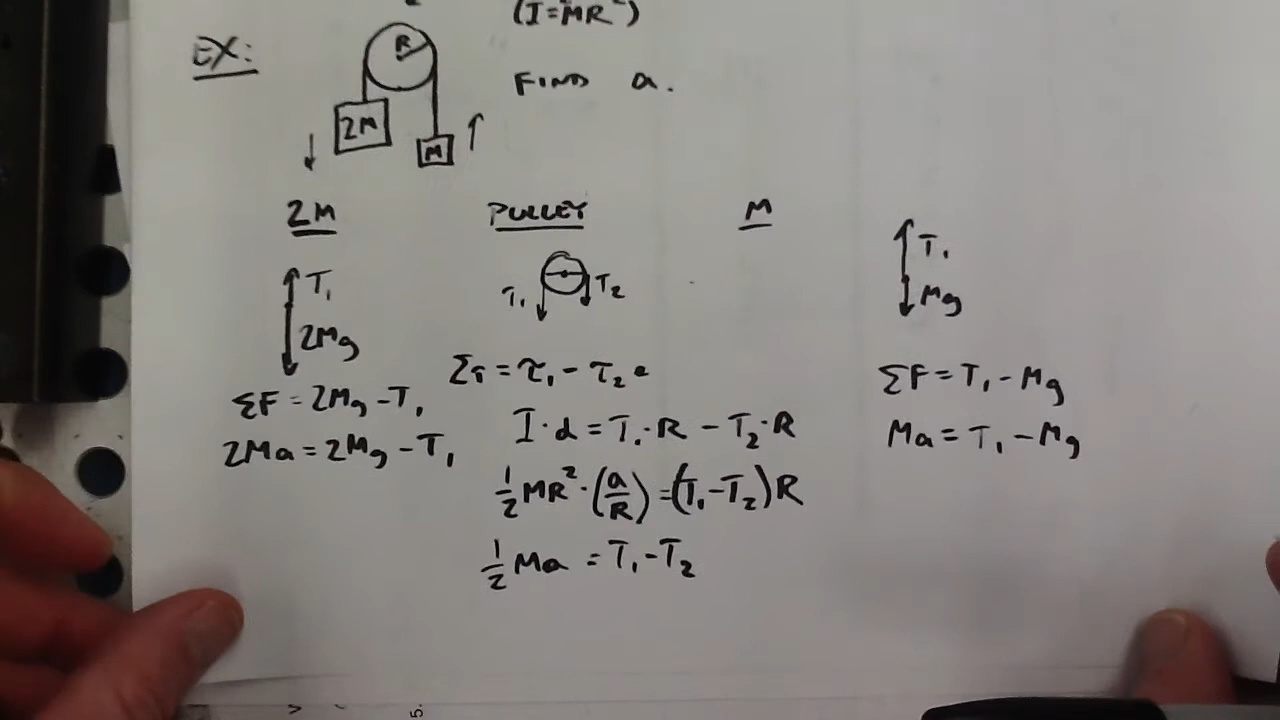 (I=MR²)
EX:
R
FIND a.
2M
M
2M
PULLEY
M
T₁
2Mg
T₁ T₂
T₁
Mg
ΣF = 2Mg - T₁
2Ma = 2Mg - T₁
Στ = τ₁ - τ₂
I·α = T₁·R - T₂·R
½MR²·(a/R) = (T₁-T₂)R
½Ma = T₁-T₂
ΣF = T₁ - Mg
Ma = T₁ - Mg